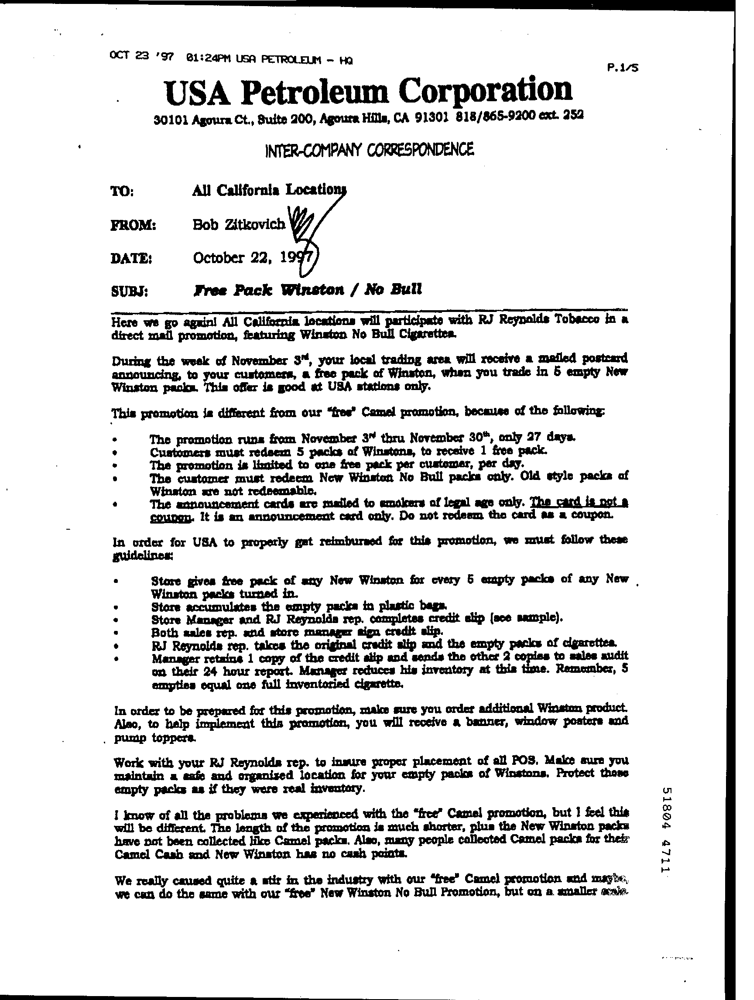 OCT 23 '97 01:24PM USA PETROLEUM - HQ
P.1/5
USA Petroleum Corporation
30101 Agoura Ct., Suite 200, Agoura Hills, CA 91301 818/865-9200 ext. 252
INTER-COMPANY CORRESPONDENCE
TO: All California Locations
FROM: Bob Zitkovich
DATE: October 22, 1997
SUBJ: Free Pack Winston / No Bull
Here we go again! All California locations will participate with RJ Reynolds Tobacco in a
direct mail promotion, featuring Winston No Bull Cigarettes.
During the week of November 3rd, your local trading area will receive a mailed postcard
announcing, to your customers, a free pack of Winston, when you trade in 5 empty New
Winston packs. This offer is good at USA stations only.
This promotion is different from our "free" Camel promotion, because of the following:
• The promotion runs from November 3rd thru November 30th, only 27 days.
• Customers must redeem 5 packs of Winstons, to receive 1 free pack.
• The promotion is limited to one free pack per customer, per day.
• The customer must redeem New Winston No Bull packs only. Old style packs of
Winston are not redeemable.
• The announcement cards are mailed to smokers of legal age only. The card is not a
coupon. It is an announcement card only. Do not redeem the card as a coupon.
In order for USA to properly get reimbursed for this promotion, we must follow these
guidelines:
• Store gives free pack of any New Winston for every 5 empty packs of any New
Winston packs turned in.
• Store accumulates the empty packs in plastic bags.
• Store Manager and RJ Reynolds rep. completes credit slip (see sample).
• Both sales rep. and store manager sign credit slip.
• RJ Reynolds rep. takes the original credit slip and the empty packs of cigarettes.
• Manager retains 1 copy of the credit slip and sends the other 2 copies to sales audit
on their 24 hour report. Manager reduces his inventory at this time. Remember, 5
empties equal one full inventoried cigarette.
In order to be prepared for this promotion, make sure you order additional Winston product.
Also, to help implement this promotion, you will receive a banner, window posters and
pump toppers.
Work with your RJ Reynolds rep. to insure proper placement of all POS. Make sure you
maintain a safe and organized location for your empty packs of Winstons. Protect those
empty packs as if they were real inventory.
I know of all the problems we experienced with the "free" Camel promotion, but I feel this
will be different. The length of the promotion is much shorter, plus the New Winston packs
have not been collected like Camel packs. Also, many people collected Camel packs for their
Camel Cash and New Winston has no cash points.
We really caused quite a stir in the industry with our "free" Camel promotion and maybe,
we can do the same with our "free" New Winston No Bull Promotion, but on a smaller scale.
51804 4711